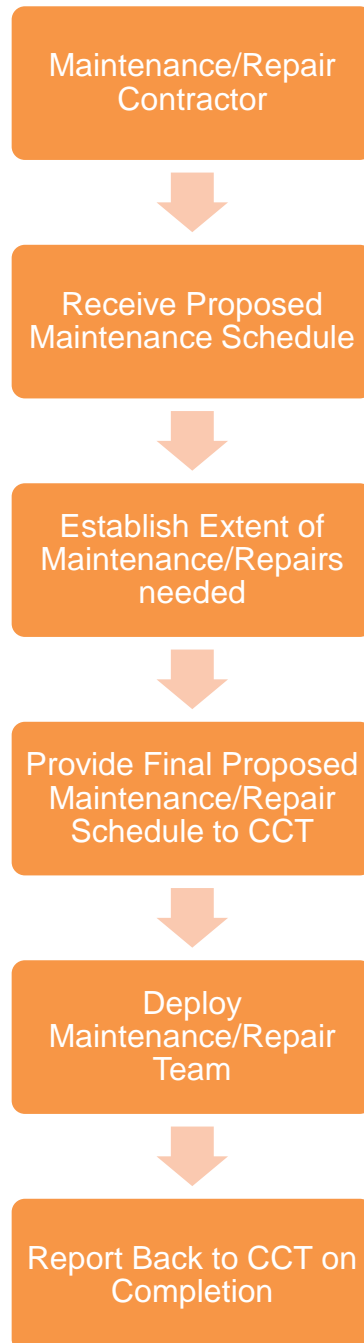 Maintenance/Repair
Contractor
Receive Proposed
Maintenance Schedule
Establish Extent of
Maintenance/Repairs
needed
Provide Final Proposed
Maintenance/Repair
Schedule to CCT
Deploy
Maintenance/Repair
Team
Report Back to CCT on
Completion